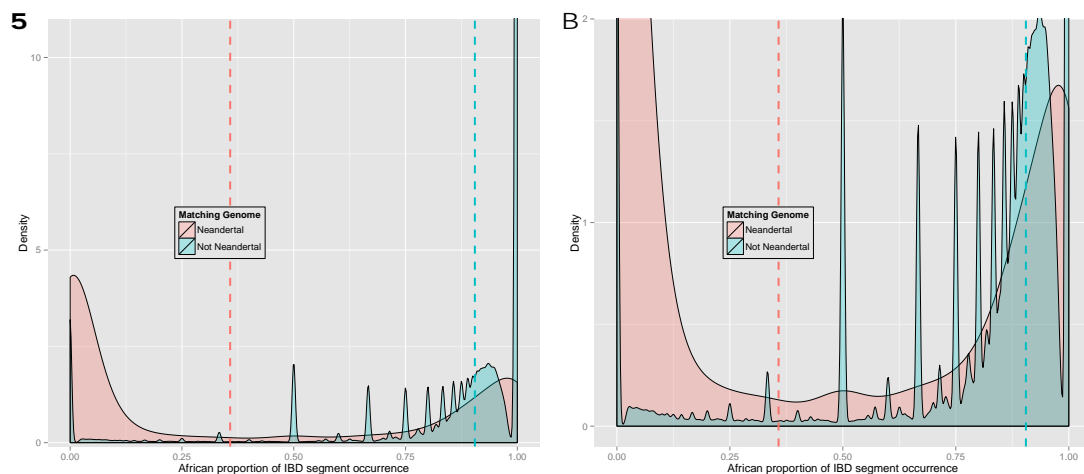 5
10
5
0
Density
Matching Genome
Neandertal
Not Neandertal
0.00 0.25 0.50 0.75 1.00
African proportion of IBD segment occurrence
B
2
1
0
Density
Matching Genome
Neandertal
Not Neandertal
0.00 0.25 0.50 0.75 1.00
African proportion of IBD segment occurrence